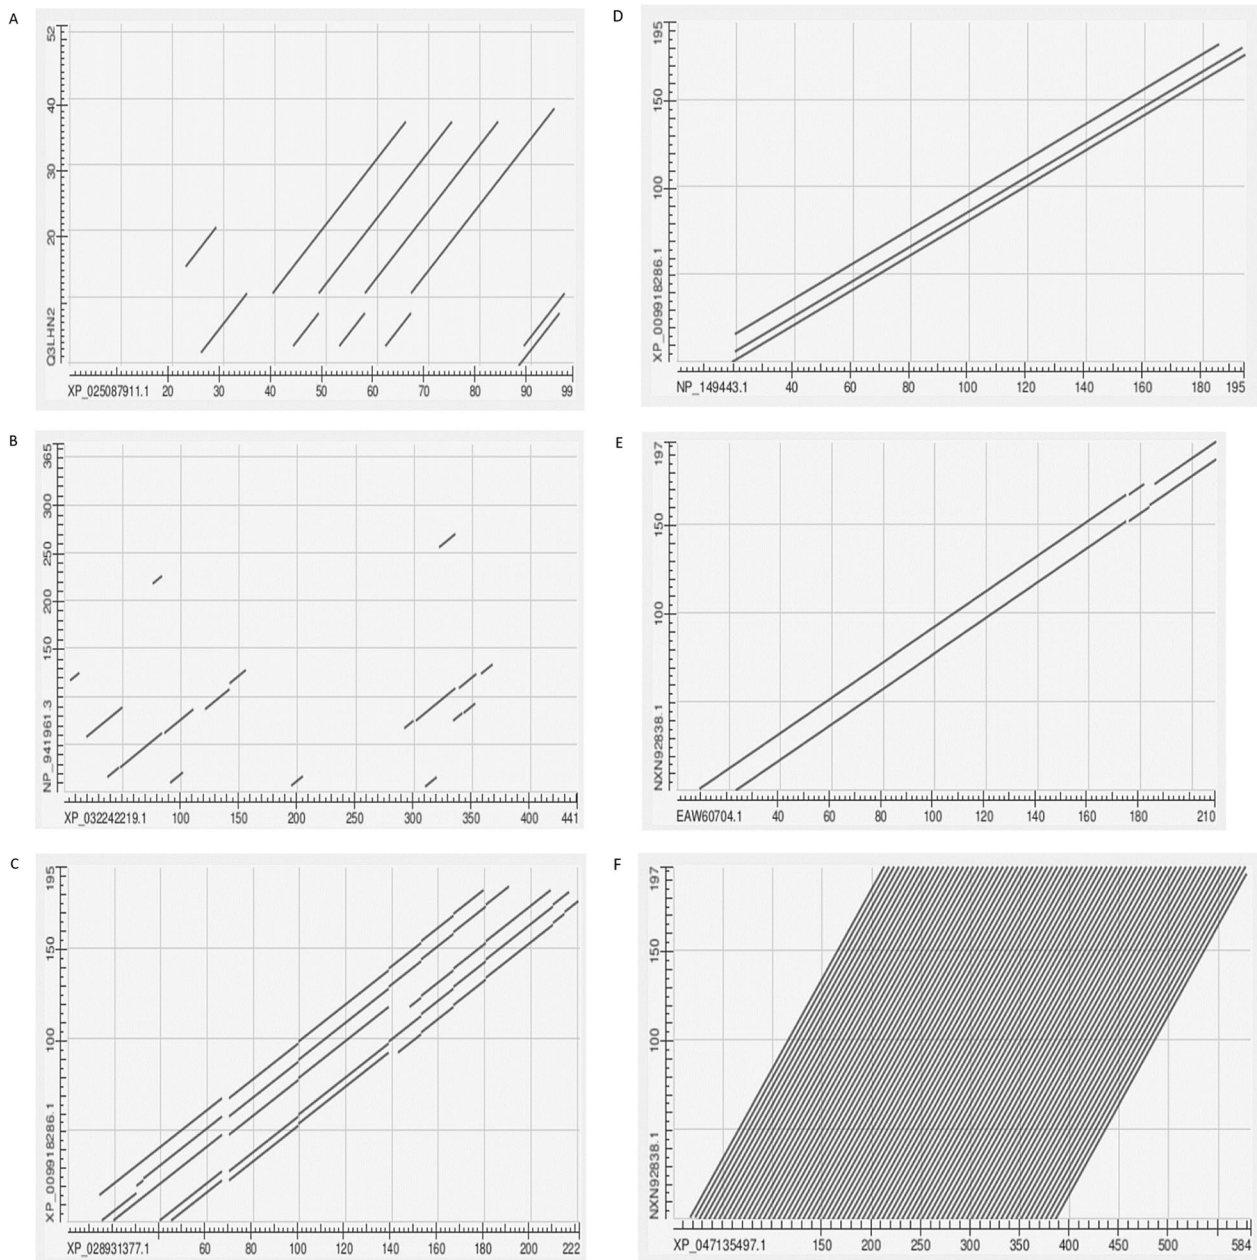 A
52
40
30
20
Q3LHN2
XP_025087911.1 20 30 40 50 60 70 80 90 99
B
365
300
250
200
150
NP_941961.3
XP_032242219.1 100 150 200 250 300 350 400 441
C
195
150
100
XP_009918286.1
XP_028931377.1 60 80 100 120 140 160 180 200 222
D
195
150
100
XP_009918286.1
NP_149443.1 40 60 80 100 120 140 160 180 195
E
197
150
100
NXN92838.1
EAW60704.1 40 60 80 100 120 140 160 180 210
F
197
150
100
NXN92838.1
XP_047135497.1 150 200 250 300 350 400 450 500 584